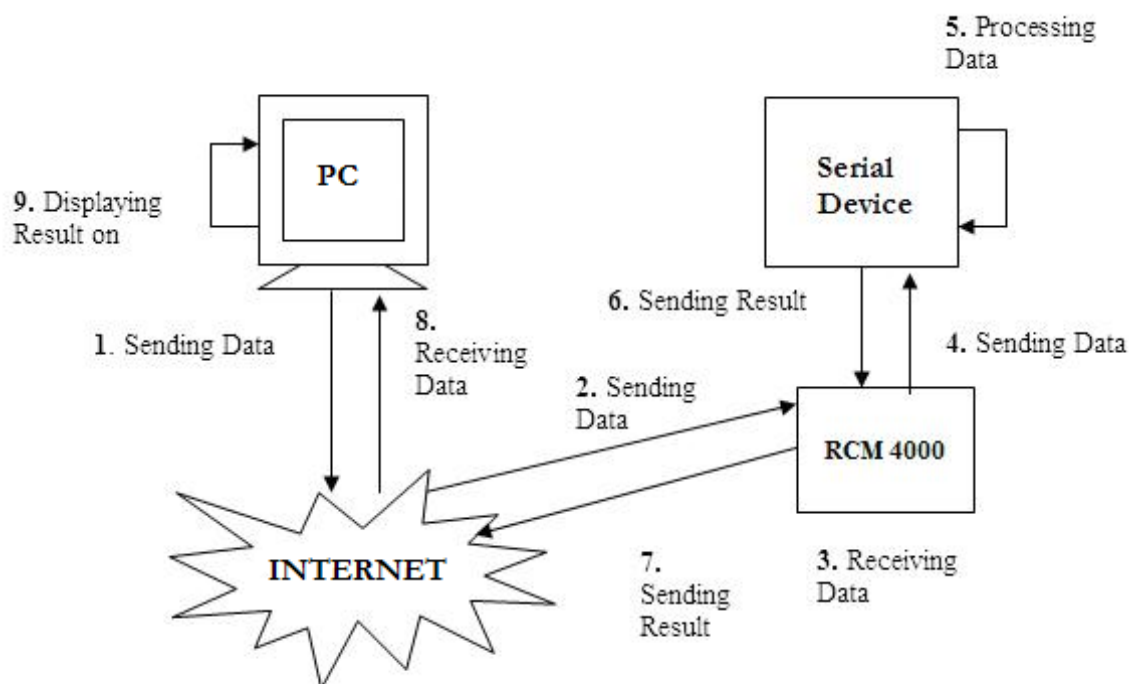 5. Processing
Data
PC
Serial
Device
9. Displaying
Result on
6. Sending Result
1. Sending Data
8.
Receiving
Data
4. Sending Data
2. Sending
Data
RCM 4000
INTERNET
7.
Sending
Result
3. Receiving
Data